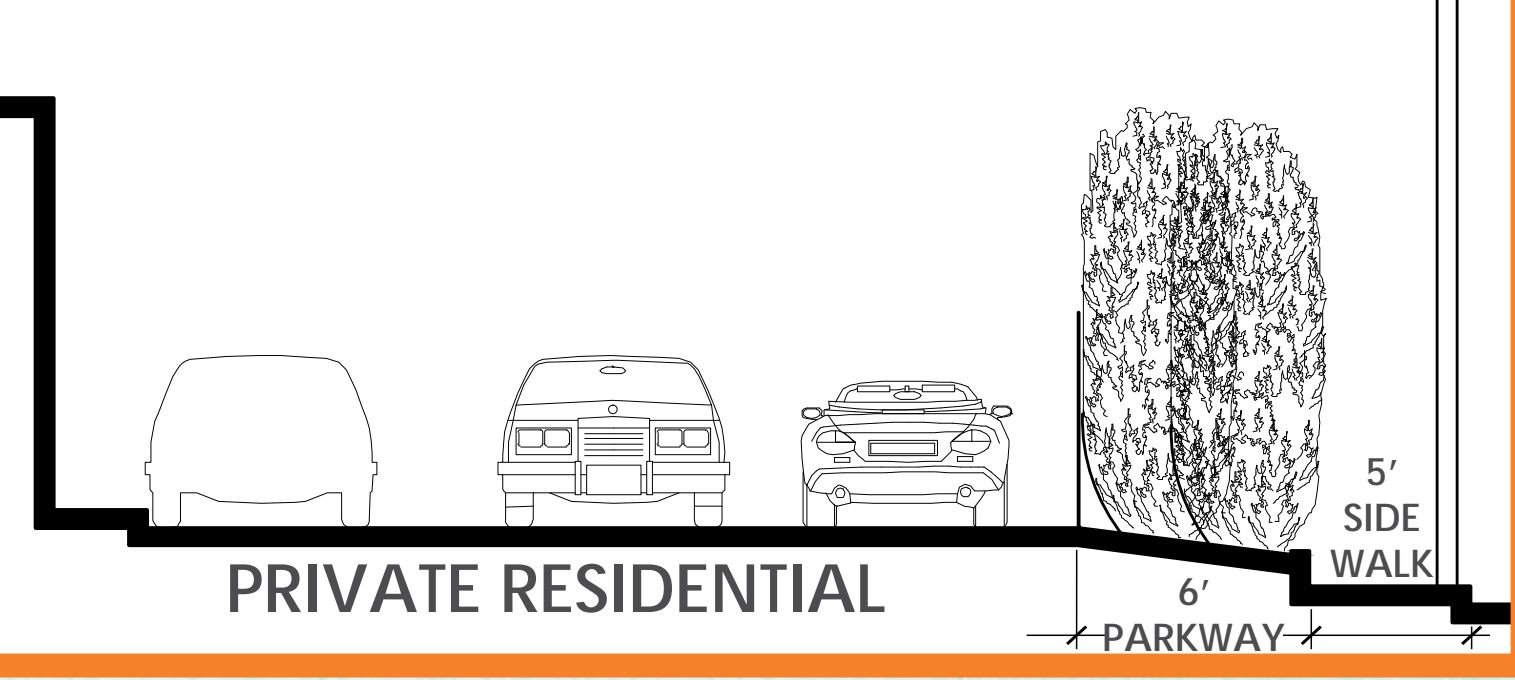 PRIVATE RESIDENTIAL
6′
PARKWAY
5′
SIDE
WALK